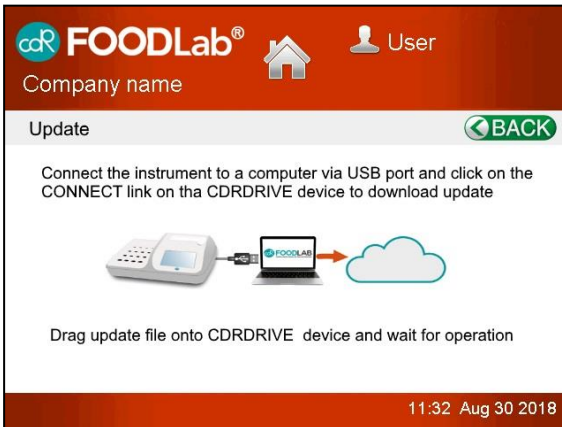 cdR FOODLab®
User
Company name
Update
BACK
Connect the instrument to a computer via USB port and click on the
CONNECT link on tha CDRDRIVE device to download update
FOODLAB
Drag update file onto CDRDRIVE device and wait for operation
11:32 Aug 30 2018